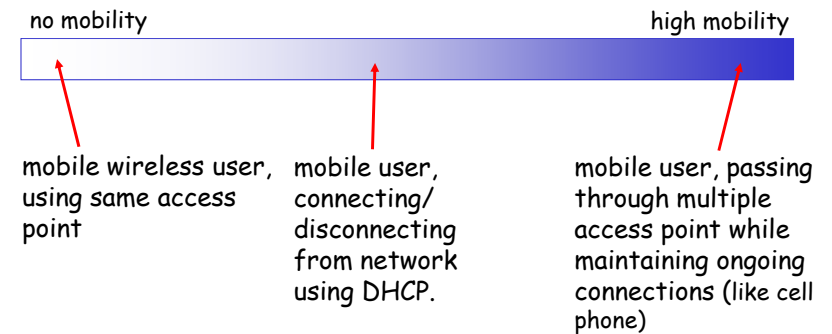 no mobility
high mobility
mobile wireless user,
using same access
point
mobile user,
connecting/
disconnecting
from network
using DHCP.
mobile user, passing
through multiple
access point while
maintaining ongoing
connections (like cell
phone)